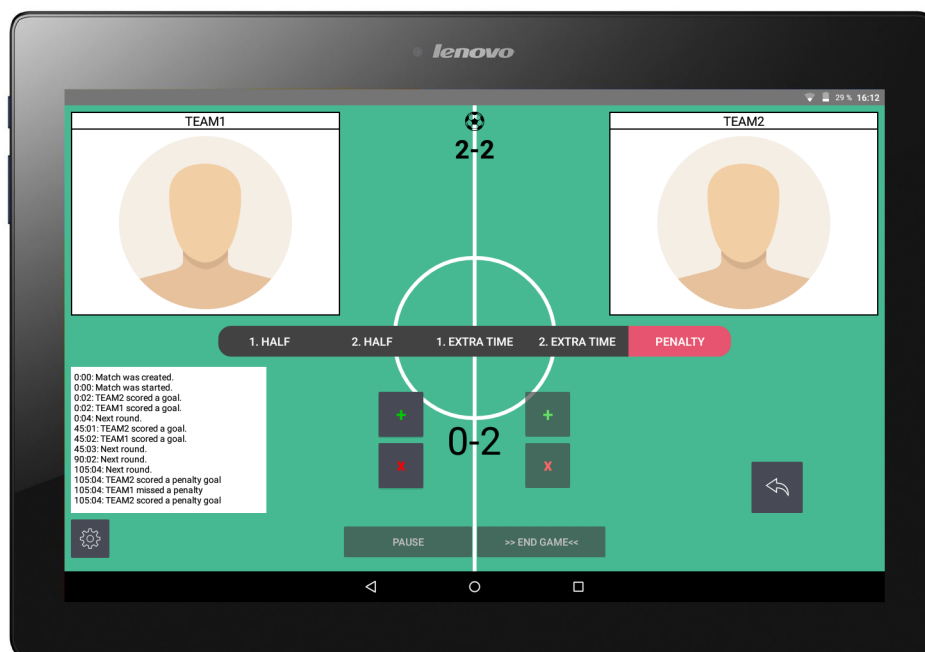 lenovo
29 % 16:12
TEAM1
2-2
TEAM2
1. HALF 2. HALF 1. EXTRA TIME 2. EXTRA TIME PENALTY
0:00: Match was created.
0:00: Match was started.
0:02: TEAM2 scored a goal.
0:02: TEAM1 scored a goal.
0:04: Next round.
45:01: TEAM2 scored a goal.
45:02: TEAM1 scored a goal.
45:03: Next round.
90:02: Next round.
105:04: Next round.
105:04: TEAM2 scored a penalty goal
105:04: TEAM1 missed a penalty
105:04: TEAM2 scored a penalty goal
+ +
0-2
x x
PAUSE >> END GAME<<